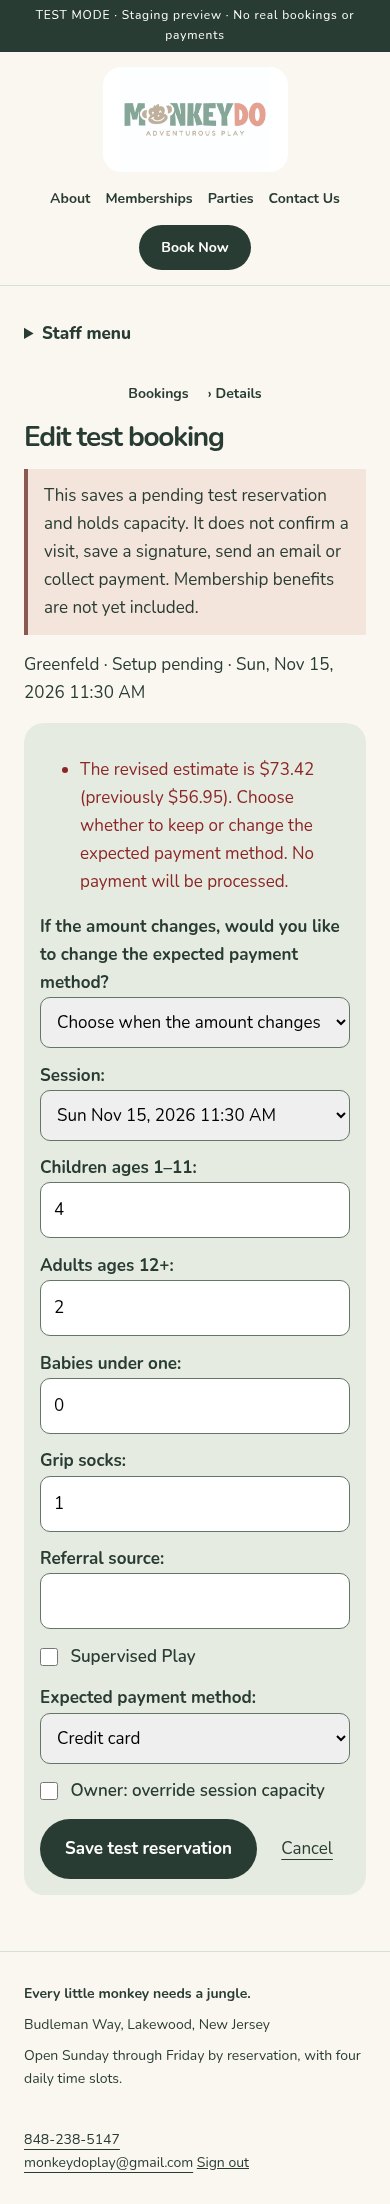 TEST MODE · Staging preview · No real bookings or
payments
MONKEYDO
ADVENTUROUS PLAY
About Memberships Parties Contact Us
Book Now
Staff menu
Bookings › Details
Edit test booking
This saves a pending test reservation
and holds capacity. It does not confirm a
visit, save a signature, send an email or
collect payment. Membership benefits
are not yet included.
Greenfeld · Setup pending · Sun, Nov 15,
2026 11:30 AM
The revised estimate is $73.42
(previously $56.95). Choose
whether to keep or change the
expected payment method. No
payment will be processed.
If the amount changes, would you like
to change the expected payment
method?
Choose when the amount changes
Session:
Sun Nov 15, 2026 11:30 AM
Children ages 1–11:
4
Adults ages 12+:
2
Babies under one:
0
Grip socks:
1
Referral source:
Supervised Play
Expected payment method:
Credit card
Owner: override session capacity
Save test reservation Cancel
Every little monkey needs a jungle.
Budleman Way, Lakewood, New Jersey
Open Sunday through Friday by reservation, with four
daily time slots.
848-238-5147
monkeydoplay@gmail.com Sign out